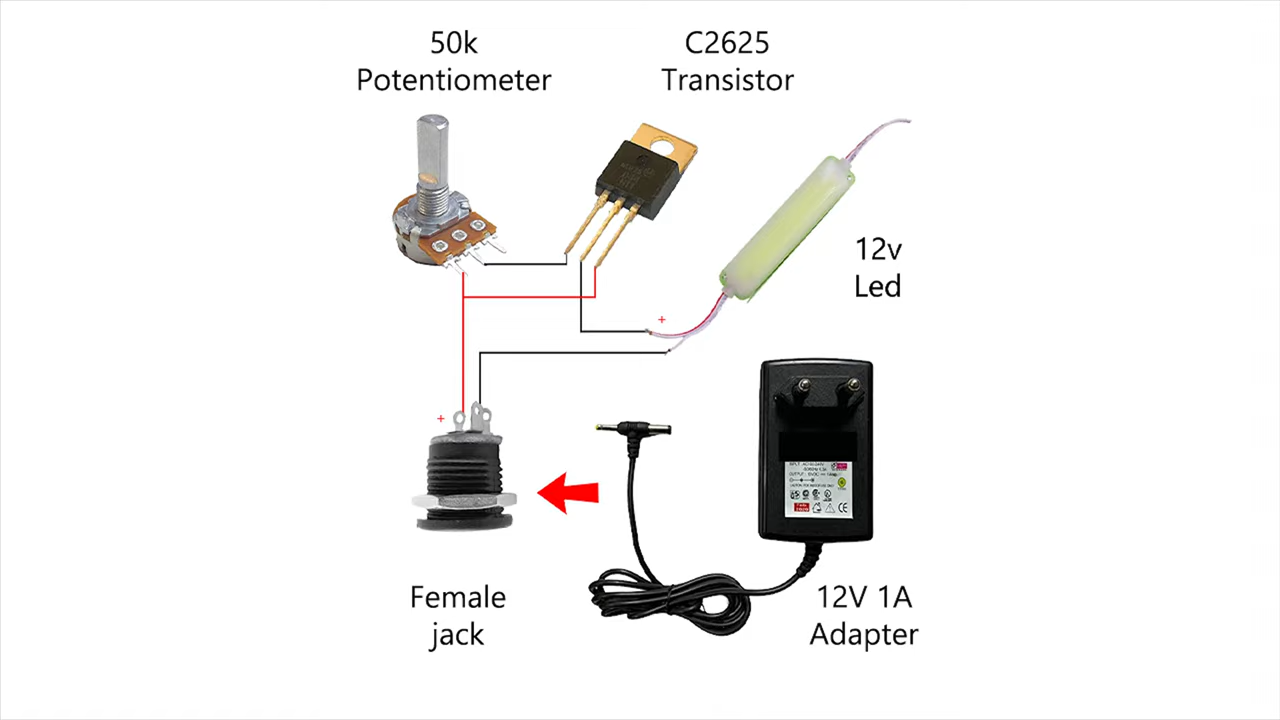 50k
Potentiometer
C2625
Transistor
12v
Led
+
+
Female
jack
12V 1A
Adapter